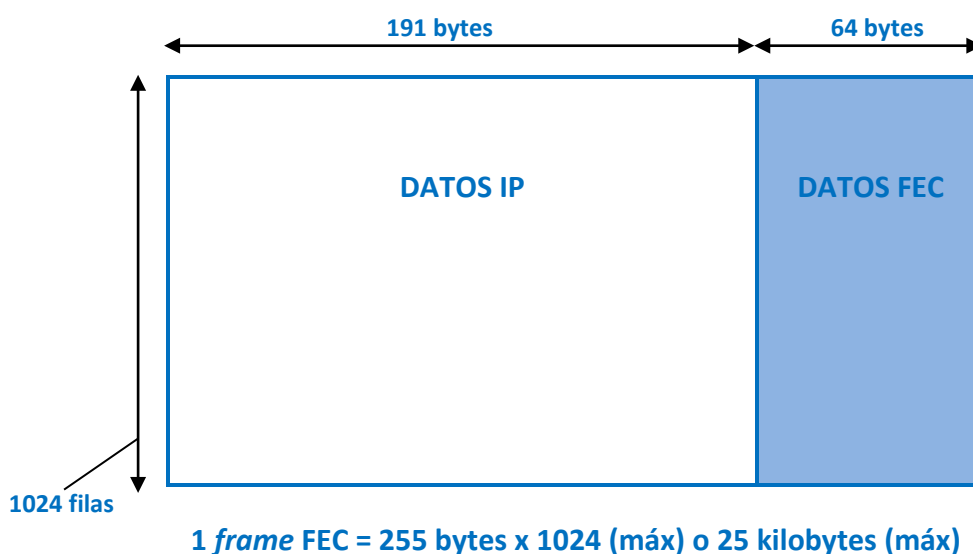 191 bytes
64 bytes
DATOS IP
DATOS FEC
1024 filas
1 frame FEC = 255 bytes x 1024 (máx) o 25 kilobytes (máx)